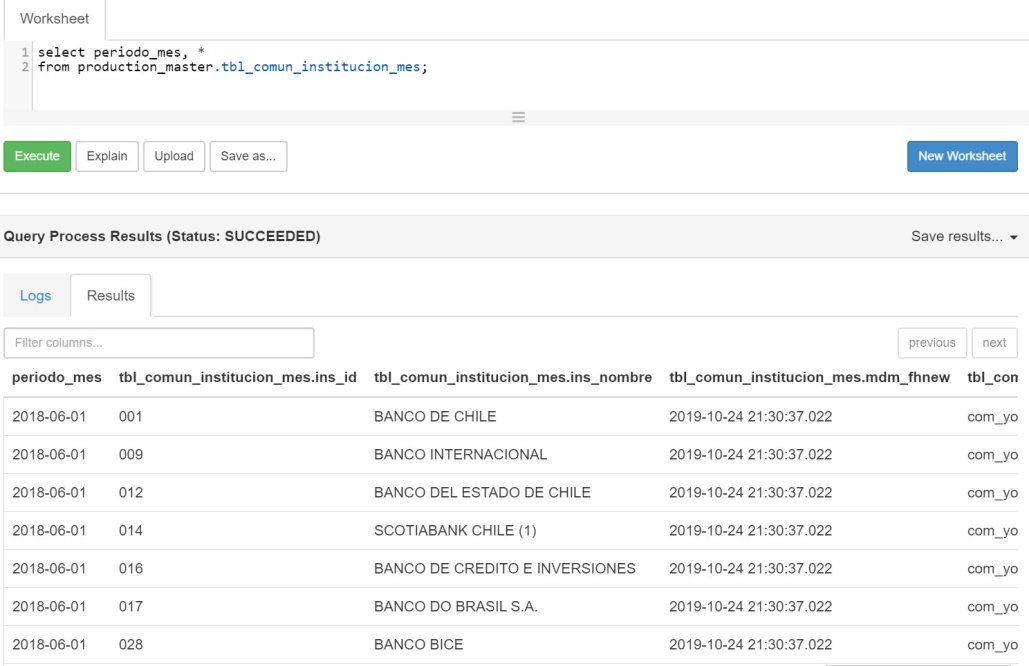 Worksheet
1 select periodo_mes, *
2 from production_master.tbl_comun_institucion_mes;
Execute Explain Upload Save as... New Worksheet
Query Process Results (Status: SUCCEEDED) Save results...
Logs Results
Filter columns... previous next
periodo_mes tbl_comun_institucion_mes.ins_id tbl_comun_institucion_mes.ins_nombre tbl_comun_institucion_mes.mdm_fhnew tbl_com
2018-06-01 001 BANCO DE CHILE 2019-10-24 21:30:37.022 com_yo
2018-06-01 009 BANCO INTERNACIONAL 2019-10-24 21:30:37.022 com_yo
2018-06-01 012 BANCO DEL ESTADO DE CHILE 2019-10-24 21:30:37.022 com_yo
2018-06-01 014 SCOTIABANK CHILE (1) 2019-10-24 21:30:37.022 com_yo
2018-06-01 016 BANCO DE CREDITO E INVERSIONES 2019-10-24 21:30:37.022 com_yo
2018-06-01 017 BANCO DO BRASIL S.A. 2019-10-24 21:30:37.022 com_yo
2018-06-01 028 BANCO BICE 2019-10-24 21:30:37.022 com_yo